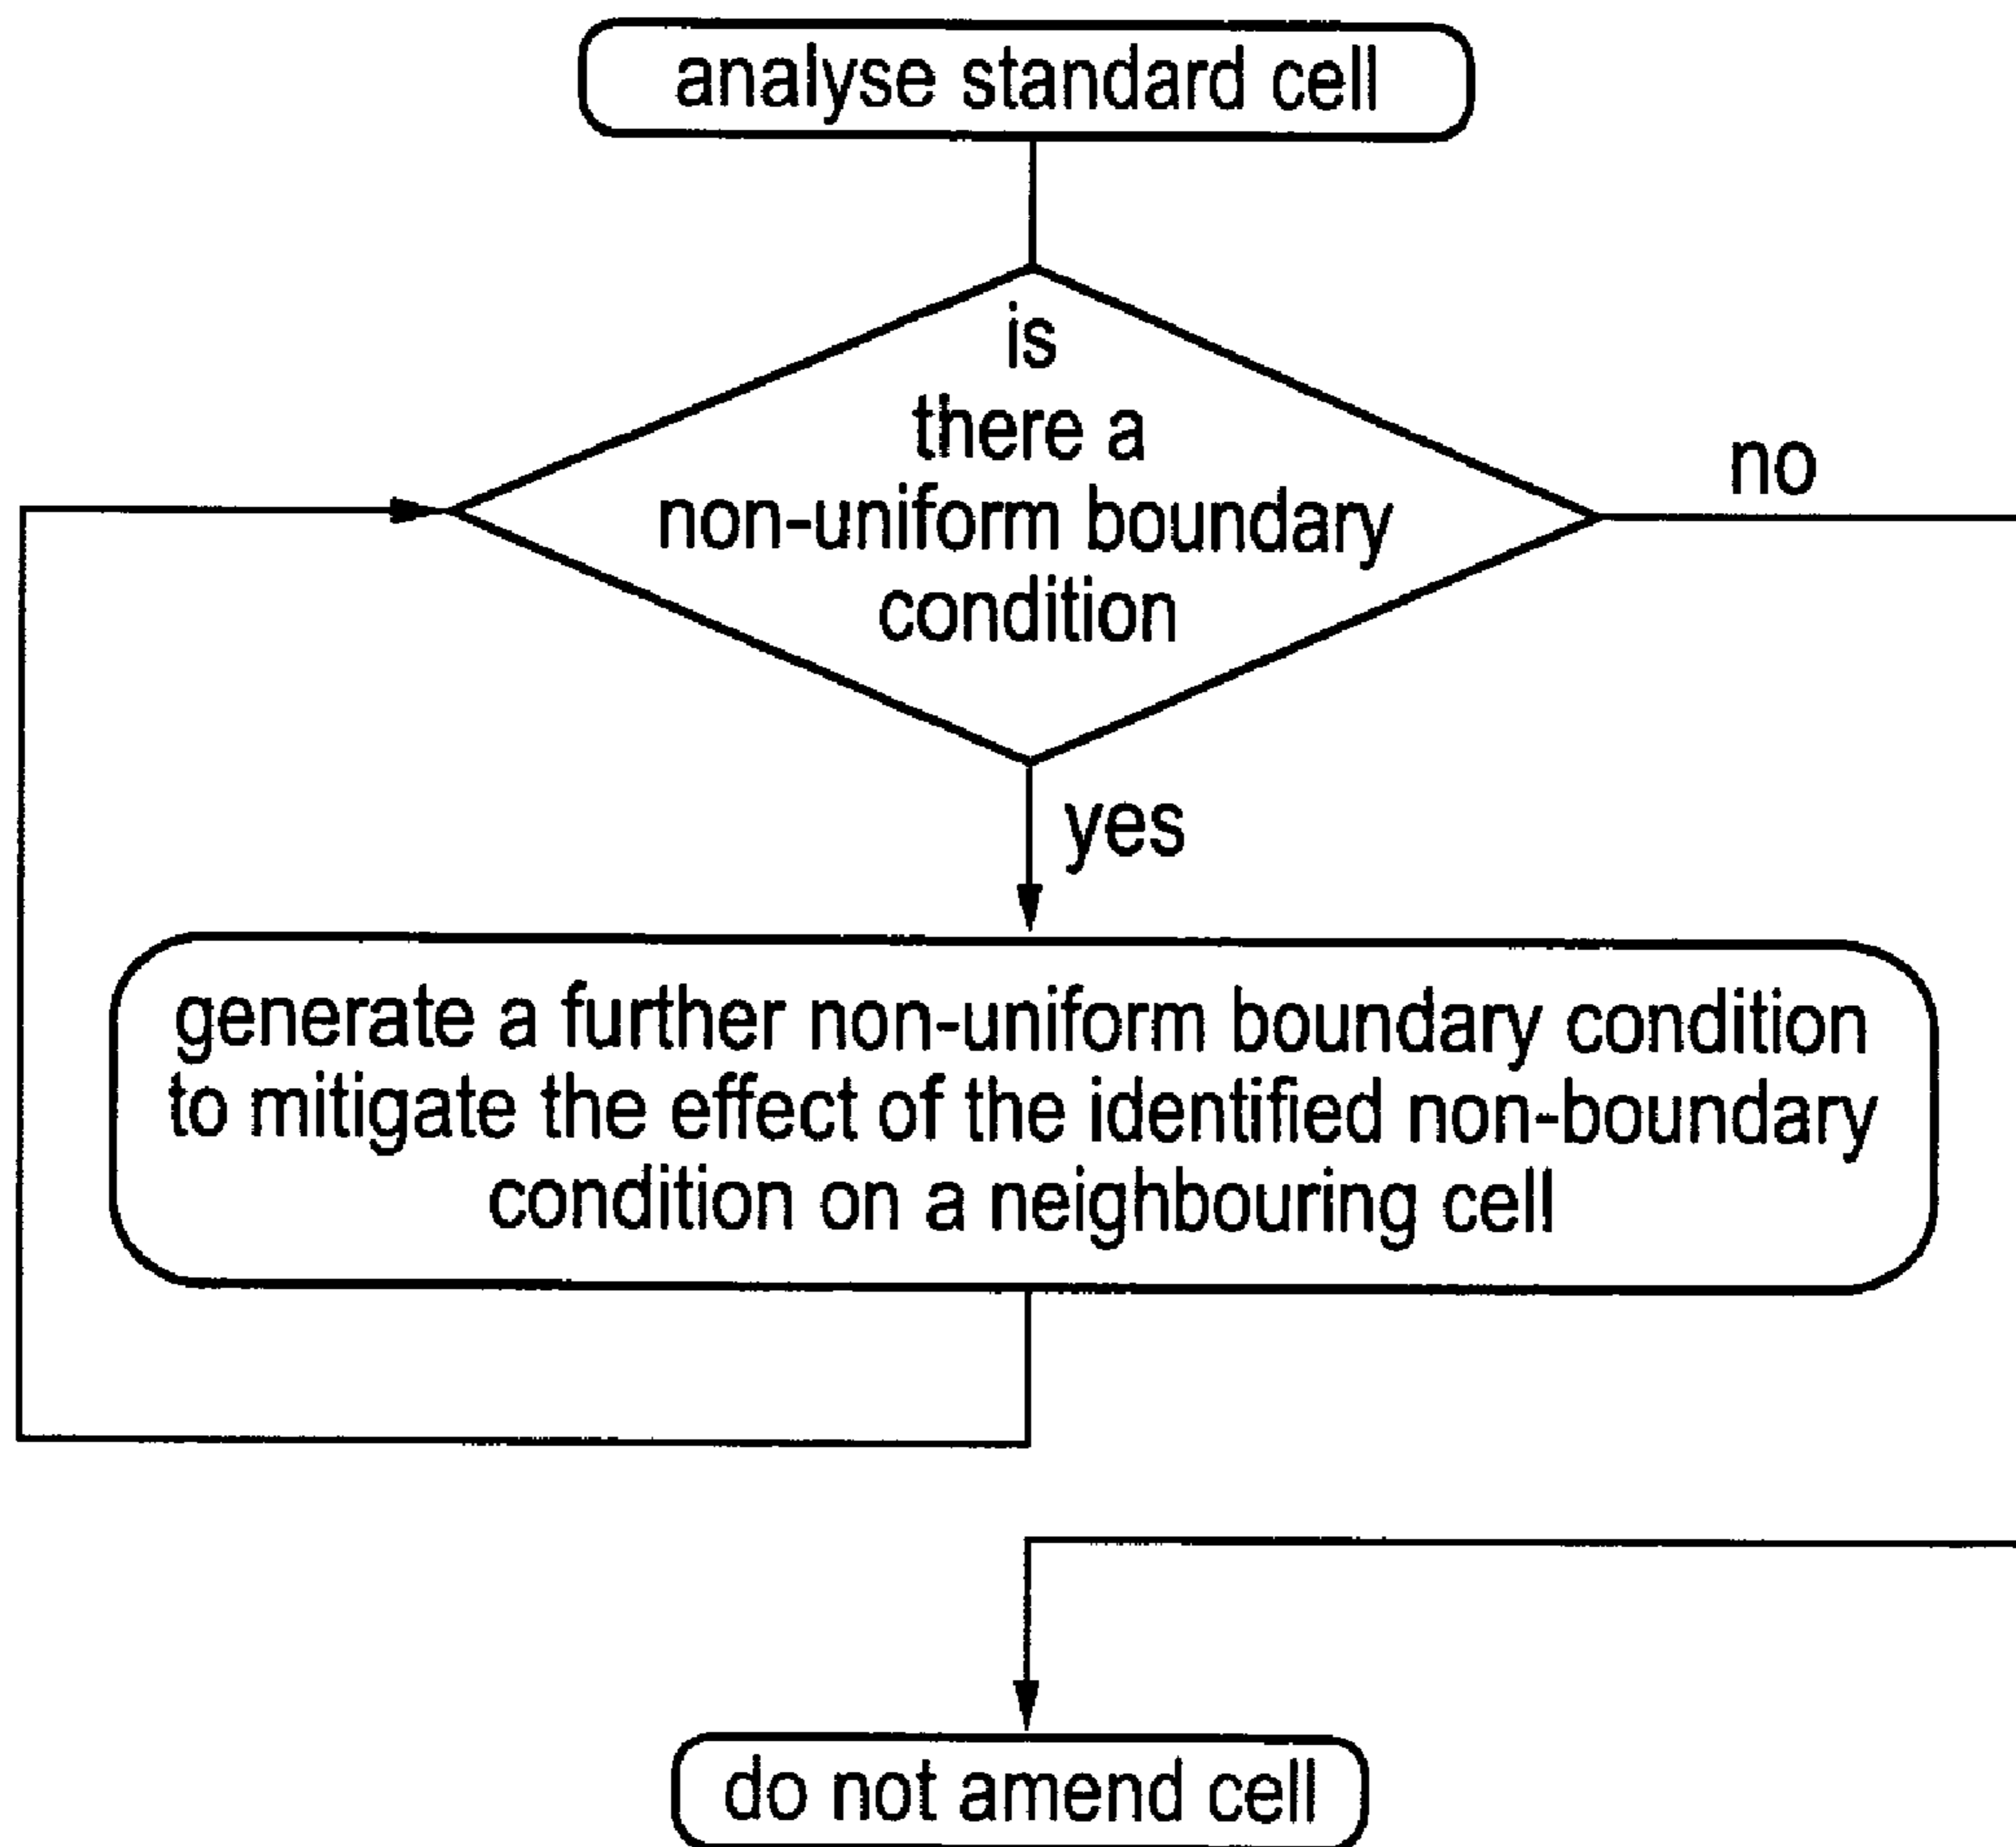 analyse standard cell
is
there a
non-uniform boundary
condition
no
yes
generate a further non-uniform boundary condition
to mitigate the effect of the identified non-boundary
condition on a neighbouring cell
do not amend cell